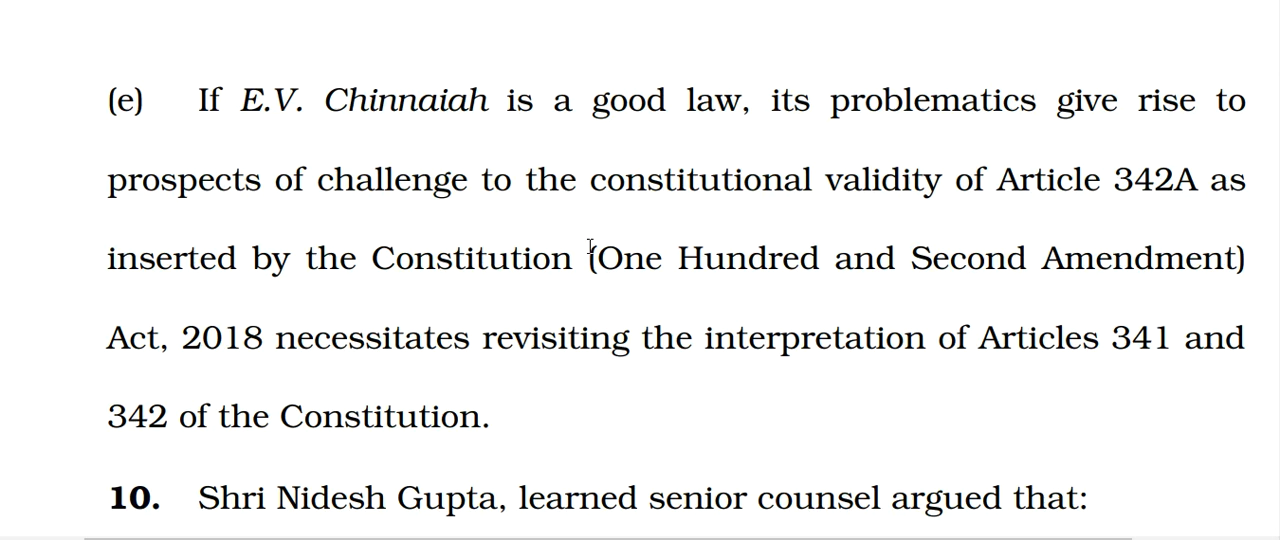 (e) If E.V. Chinnaiah is a good law, its problematics give rise to
prospects of challenge to the constitutional validity of Article 342A as
inserted by the Constitution (One Hundred and Second Amendment)
Act, 2018 necessitates revisiting the interpretation of Articles 341 and
342 of the Constitution.
10. Shri Nidesh Gupta, learned senior counsel argued that: